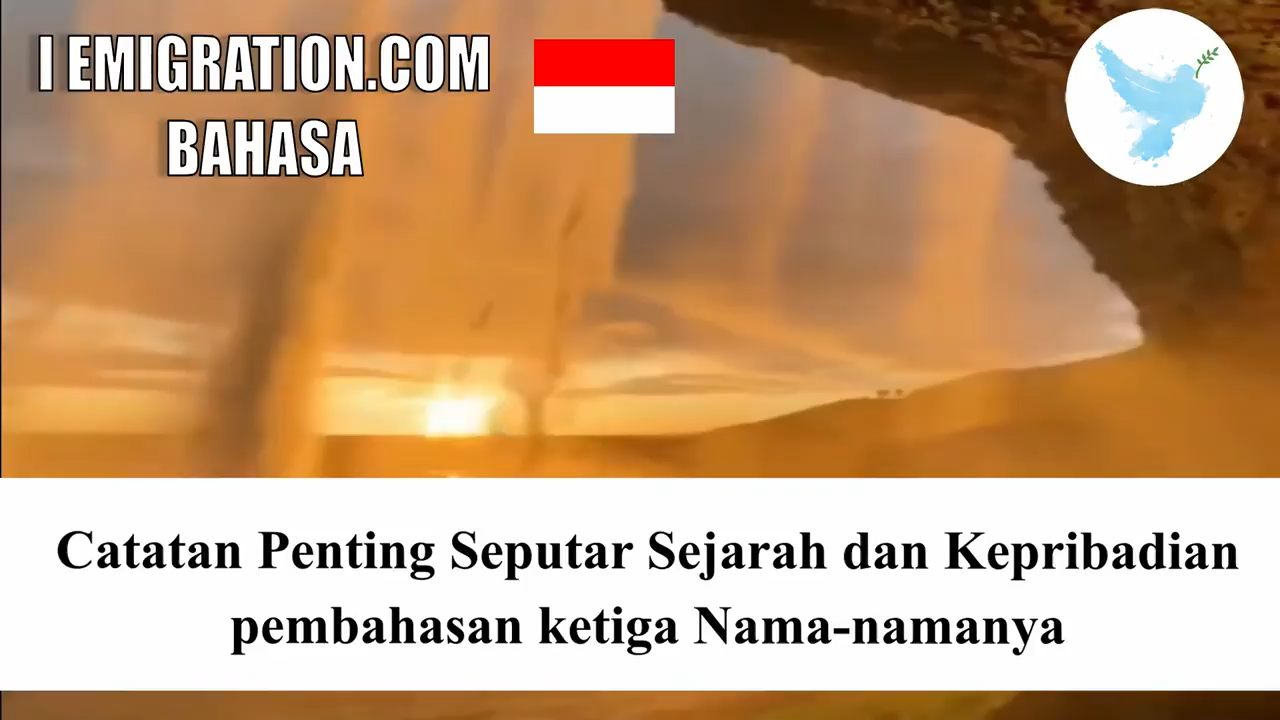 I EMIGRATION.COM
BAHASA
Catatan Penting Seputar Sejarah dan Kepribadian
pembahasan ketiga Nama-namanya